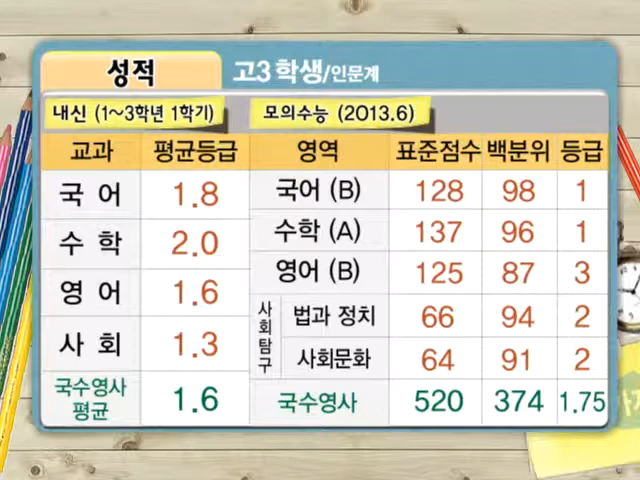 성적
고3 학생/인문계
내신 (1~3학년 1학기)
모의수능 (2013.6)
교과 평균등급 영역 표준점수 백분위 등급
국어 1.8 국어 (B) 128 98 1
수학 2.0 수학 (A) 137 96 1
영어 1.6 영어 (B) 125 87 3
사회 1.3 사회탐구 법과 정치 66 94 2
사회문화 64 91 2
국수영사
평균 1.6 국수영사 520 374 1.75